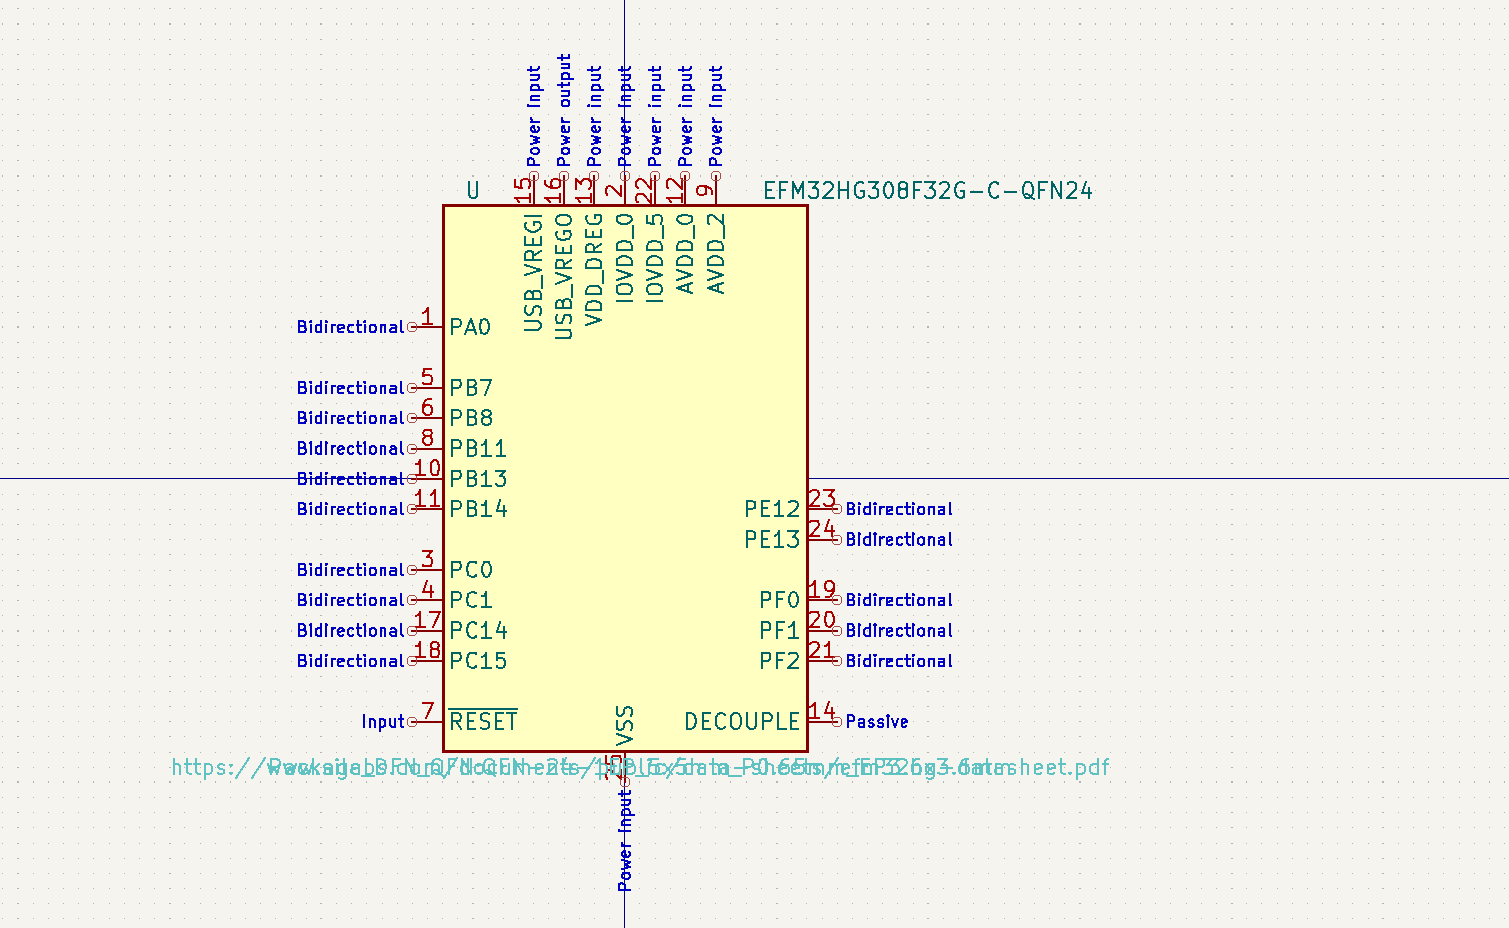 Power input
Power output
Power input
Power input
Power input
Power input
Power input
U
15
16
13
2
22
12
9
EFM32HG308F32G-C-QFN24
USB_VREGI
USB_VREGO
VDD_DREG
IOVDD_0
IOVDD_5
AVDD_0
AVDD_2
Bidirectional 1 PA0
Bidirectional 5 PB7
Bidirectional 6 PB8
Bidirectional 8 PB11
Bidirectional 10 PB13
Bidirectional 11 PB14
PE12 23 Bidirectional
PE13 24 Bidirectional
Bidirectional 3 PC0
Bidirectional 4 PC1
PF0 19 Bidirectional
Bidirectional 17 PC14
PF1 20 Bidirectional
Bidirectional 18 PC15
PF2 21 Bidirectional
Input 7 RESET
VSS
DECOUPLE 14 Passive
25
Power input